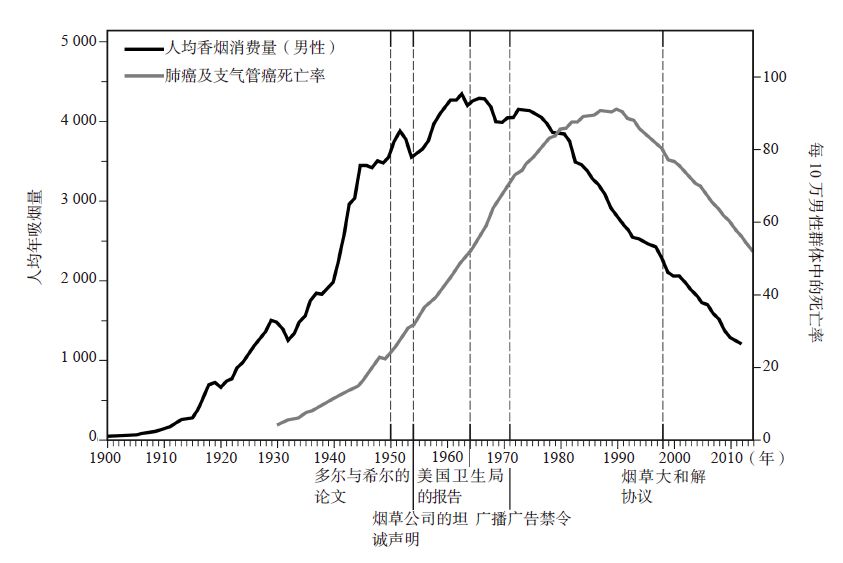 人均香烟消费量（男性）
肺癌及支气管癌死亡率
人均年吸烟量
5 000
4 000
3 000
2 000
1 000
0
100
80
60
40
20
0
每10万男性群体中的死亡率
1900 1910 1920 1930 1940 1950 1960 1970 1980 1990 2000 2010（年）
多尔与希尔的
论文
美国卫生局
的报告
烟草大和解
协议
烟草公司的坦
诚声明
广播广告禁令